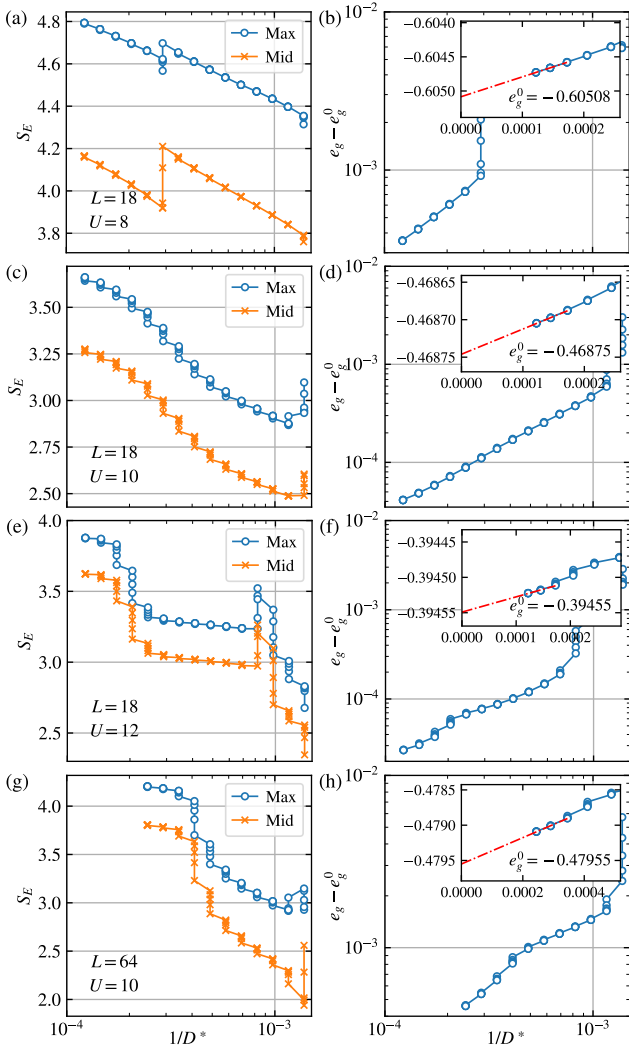 (a)
4.8
4.6
4.4
4.2
4.0
3.8
S_E
Max
Mid
L = 18
U = 8
(b)
−0.6040
−0.6045
−0.6050
0.0000 0.0001 0.0002
e_g^0 = −0.60508
10^−3
e_g − e_g^0
(c)
3.50
3.25
3.00
2.75
2.50
S_E
Max
Mid
L = 18
U = 10
(d)
10^−2
10^−3
10^−4
e_g − e_g^0
−0.46865
−0.46870
−0.46875
0.0000 0.0001 0.0002
e_g^0 = −0.46875
(e)
4.0
3.5
3.0
2.5
S_E
Max
Mid
L = 18
U = 12
(f)
10^−2
10^−3
10^−4
e_g − e_g^0
−0.39445
−0.39450
−0.39455
0.0000 0.0001 0.0002
e_g^0 = −0.39455
(g)
4.0
3.5
3.0
2.5
2.0
S_E
Max
Mid
L = 64
U = 10
10^−4 10^−3
1/D*
(h)
10^−2
10^−3
e_g − e_g^0
−0.4785
−0.4790
−0.4795
0.0000 0.0002 0.0004
e_g^0 = −0.47955
10^−4 10^−3
1/D*